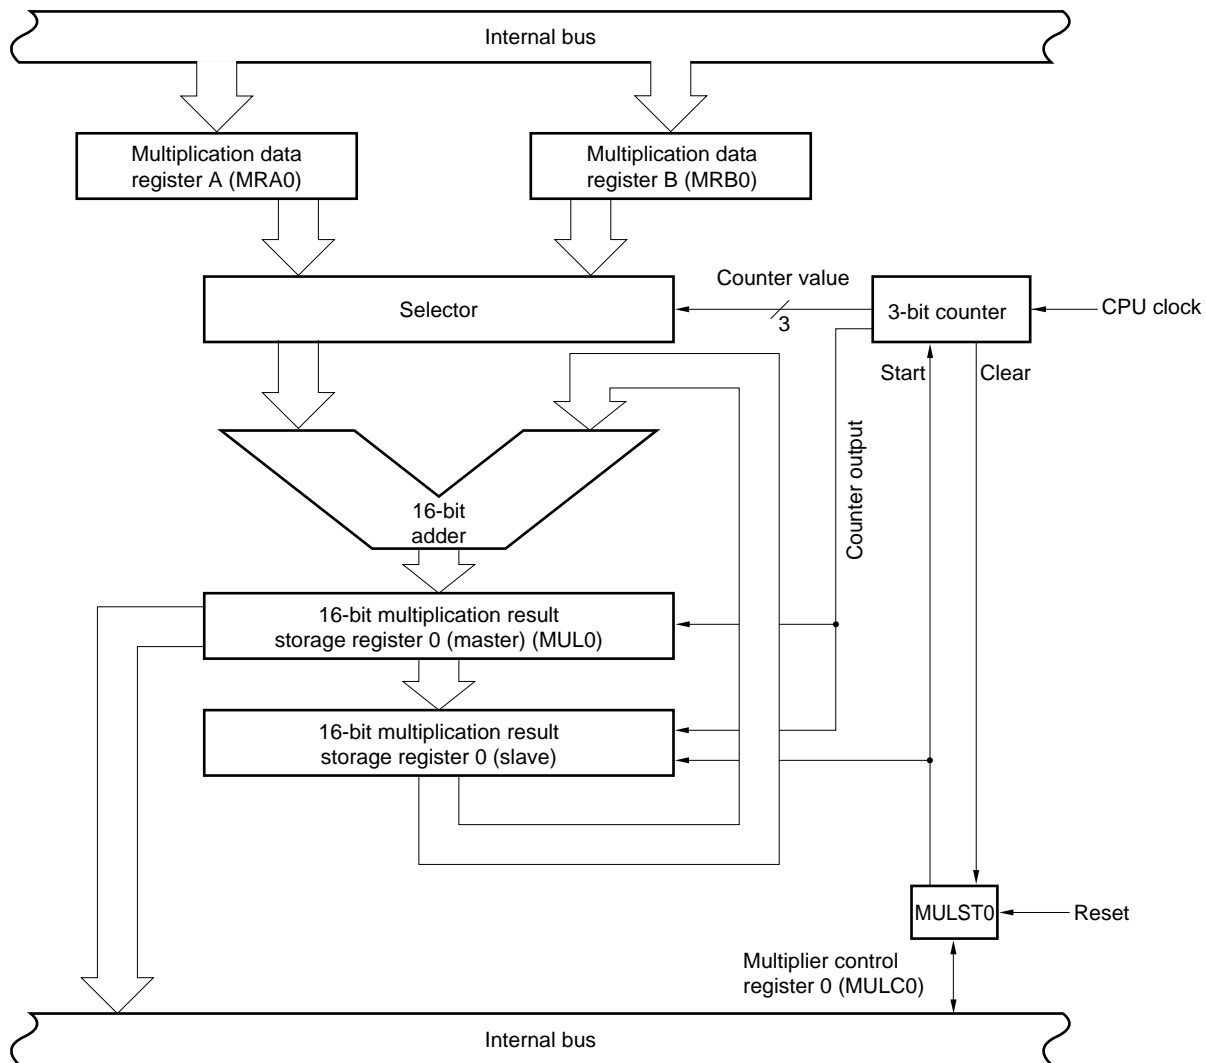 Internal bus
Multiplication data
register A (MRA0)
Multiplication data
register B (MRB0)
Counter value
3
Selector
3-bit counter
CPU clock
Start
Clear
Counter output
16-bit
adder
16-bit multiplication result
storage register 0 (master) (MUL0)
16-bit multiplication result
storage register 0 (slave)
MULST0
Reset
Multiplier control
register 0 (MULC0)
Internal bus